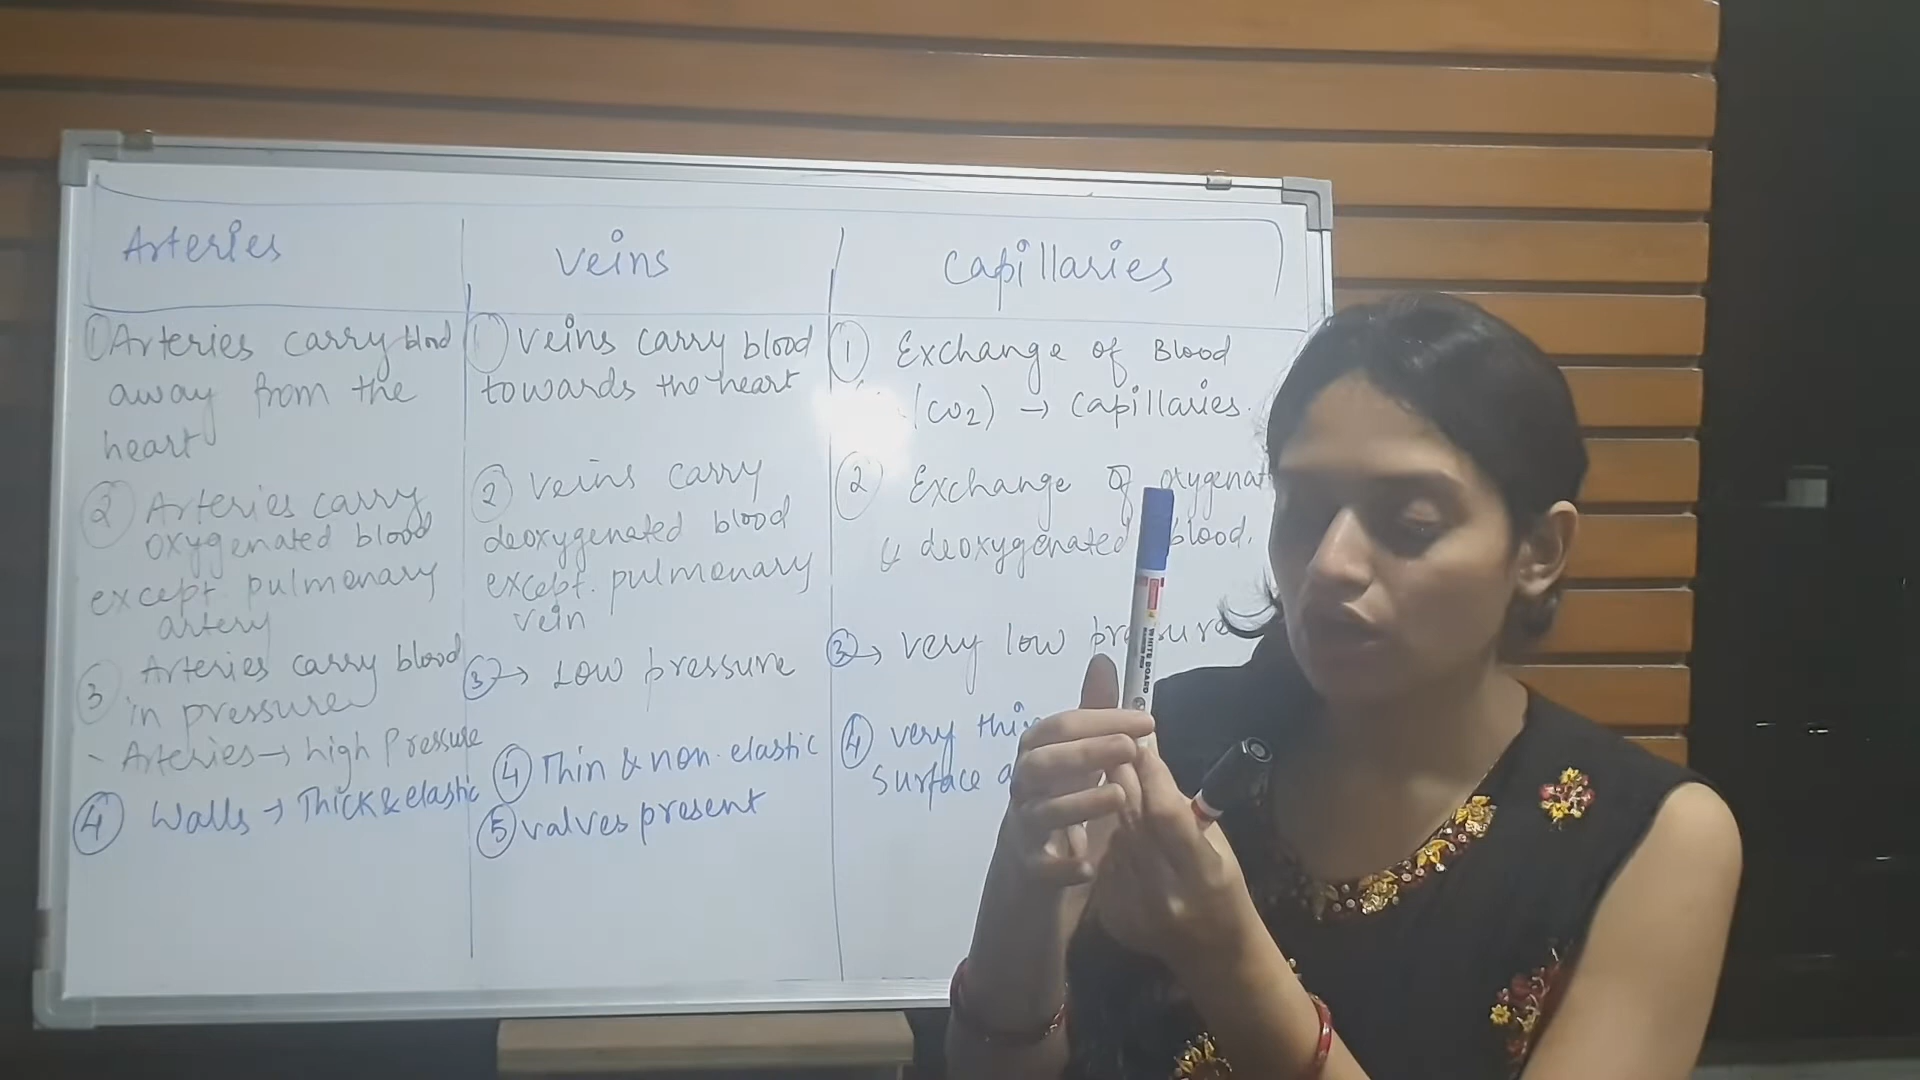 Arteries
① Arteries carry blood
away from the
heart
② Arteries carry
oxygenated blood
except pulmonary
artery
③ Arteries carry blood
in pressure
- Arteries → high Pressure
④ Walls → Thick & elastic
Veins
① Veins carry blood
towards the heart
② Veins carry
deoxygenated blood
except. pulmonary
vein
③ → Low pressure
④ Thin & non-elastic
⑤ valves present
Capillaries
① Exchange of Blood
(CO2) → Capillaries.
② Exchange of oxygenat
& deoxygenated blood.
③ → very low pressure
④ very thin
Surface a
WHITE BOARD